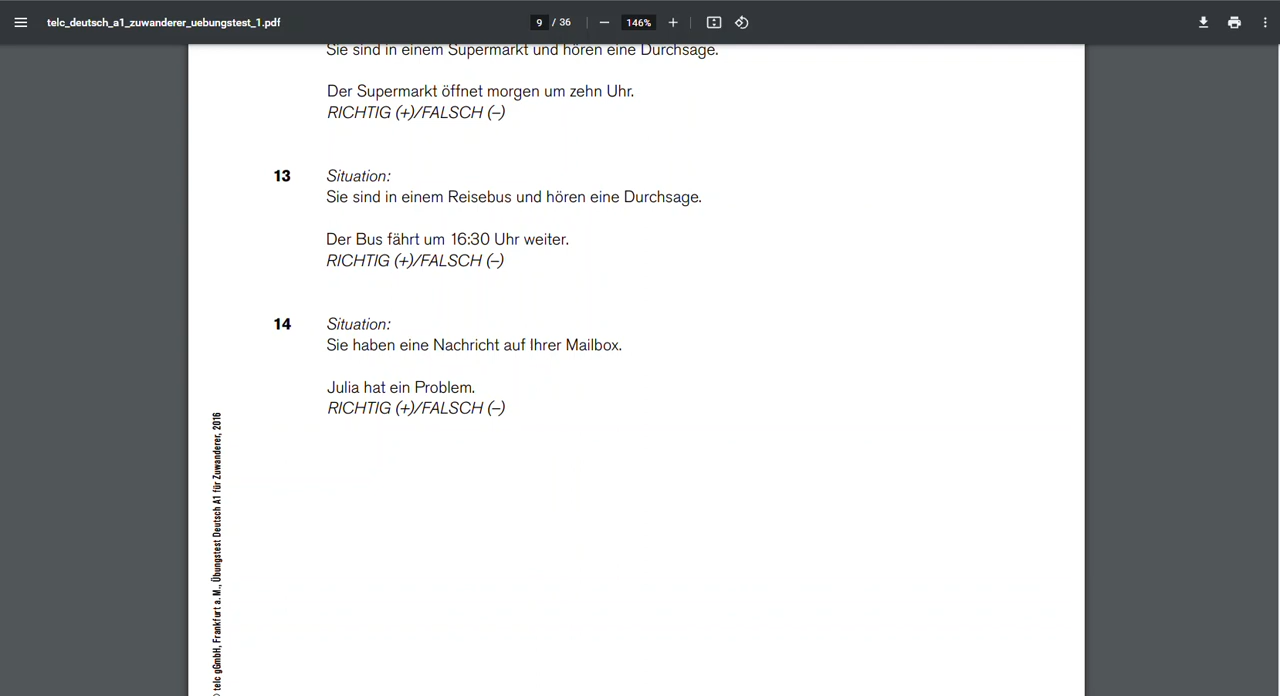 telc_deutsch_a1_zuwanderer_uebungstest_1.pdf
9 / 36
146%
Sie sind in einem Supermarkt und hören eine Durchsage.
Der Supermarkt öffnet morgen um zehn Uhr.
RICHTIG (+)/FALSCH (–)
13 Situation:
Sie sind in einem Reisebus und hören eine Durchsage.
Der Bus fährt um 16:30 Uhr weiter.
RICHTIG (+)/FALSCH (–)
14 Situation:
Sie haben eine Nachricht auf Ihrer Mailbox.
Julia hat ein Problem.
RICHTIG (+)/FALSCH (–)
telc gGmbH, Frankfurt a. M., Übungstest Deutsch A1 für Zuwanderer, 2016